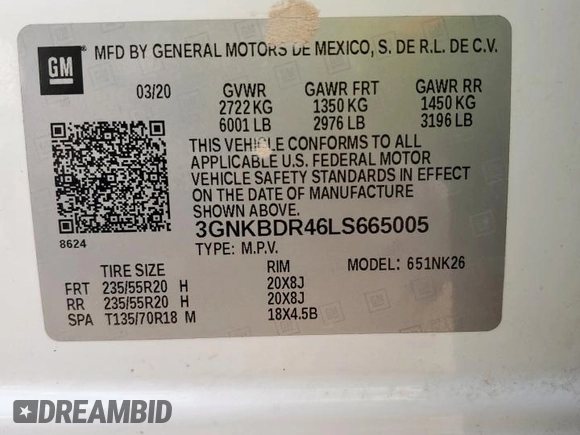 GM ® MFD BY GENERAL MOTORS DE MEXICO, S. DE R.L. DE C.V.
03/20 GVWR GAWR FRT GAWR RR
2722 KG 1350 KG 1450 KG
6001 LB 2976 LB 3196 LB
THIS VEHICLE CONFORMS TO ALL
APPLICABLE U.S. FEDERAL MOTOR
VEHICLE SAFETY STANDARDS IN EFFECT
ON THE DATE OF MANUFACTURE
SHOWN ABOVE.
3GNKBDR46LS665005
8624 TYPE: M.P.V.
TIRE SIZE RIM MODEL: 651NK26
FRT 235/55R20 H 20X8J
RR 235/55R20 H 20X8J
SPA T135/70R18 M 18X4.5B
DREAMBID